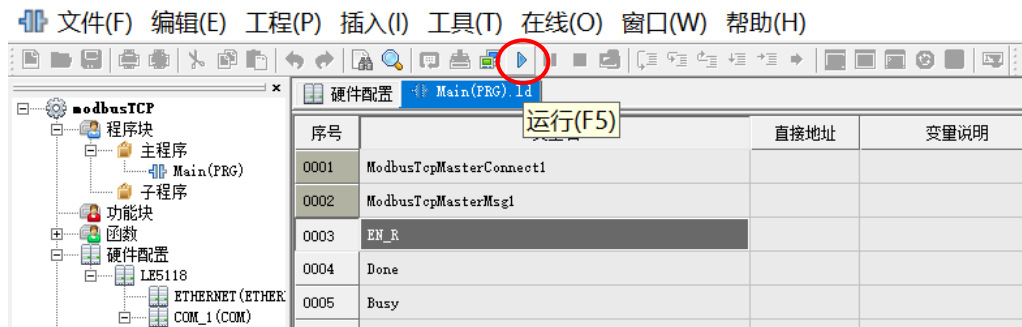 文件(F) 编辑(E) 工程(P) 插入(I) 工具(T) 在线(O) 窗口(W) 帮助(H)
硬件配置 Main(PRG).ld
运行(F5)
modbusTCP
程序块
主程序
Main(PRG)
子程序
功能块
函数
硬件配置
LE5118
ETHERNET(ETHER
COM_1(COM)
序号 直接地址 变量说明
0001 ModbusTcpMasterConnect1
0002 ModbusTcpMasterMsg1
0003 EN_R
0004 Done
0005 Busy